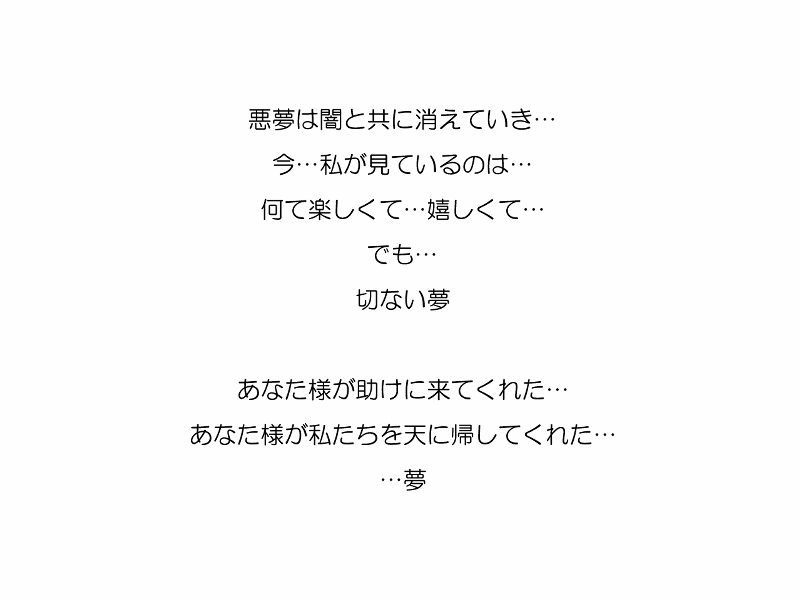 悪夢は闇と共に消えていき…
今…私が見ているのは…
何て楽しくて…嬉しくて…
でも…
切ない夢
あなた様が助けに来てくれた…
あなた様が私たちを天に帰してくれた…
…夢